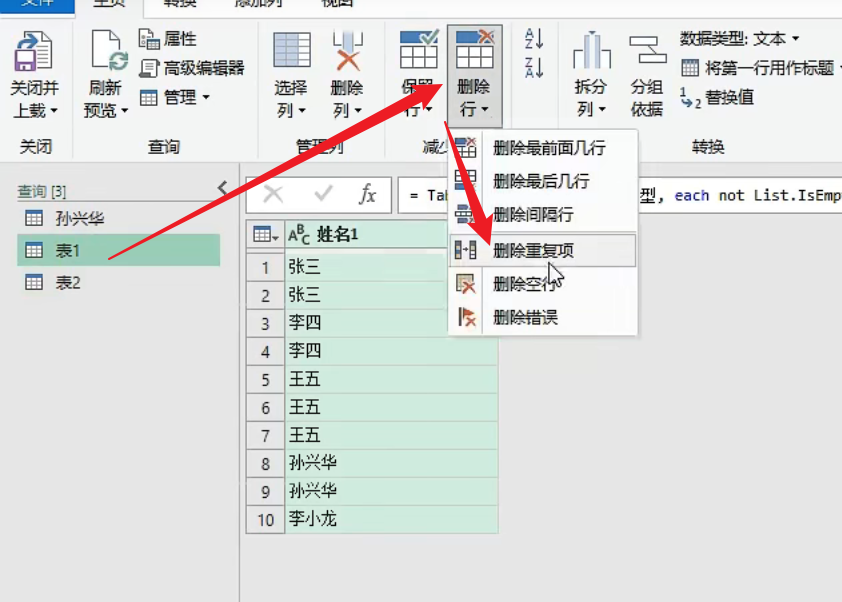 文件 主页 转换 添加列 视图
关闭并
上载
关闭
刷新
预览
属性
高级编辑器
管理
查询
选择
列
删除
列
管理列
保留
行
删除
行
减少
拆分
列
分组
依据
数据类型: 文本
将第一行用作标题
1 2 替换值
转换
删除最前面几行
删除最后几行
删除间隔行
删除重复项
删除空行
删除错误
查询 [3]
孙兴华
表1
表2
fx
= Tab
型, each not List.IsEmp
ABC 姓名1
1 张三
2 张三
3 李四
4 李四
5 王五
6 王五
7 王五
8 孙兴华
9 孙兴华
10 李小龙